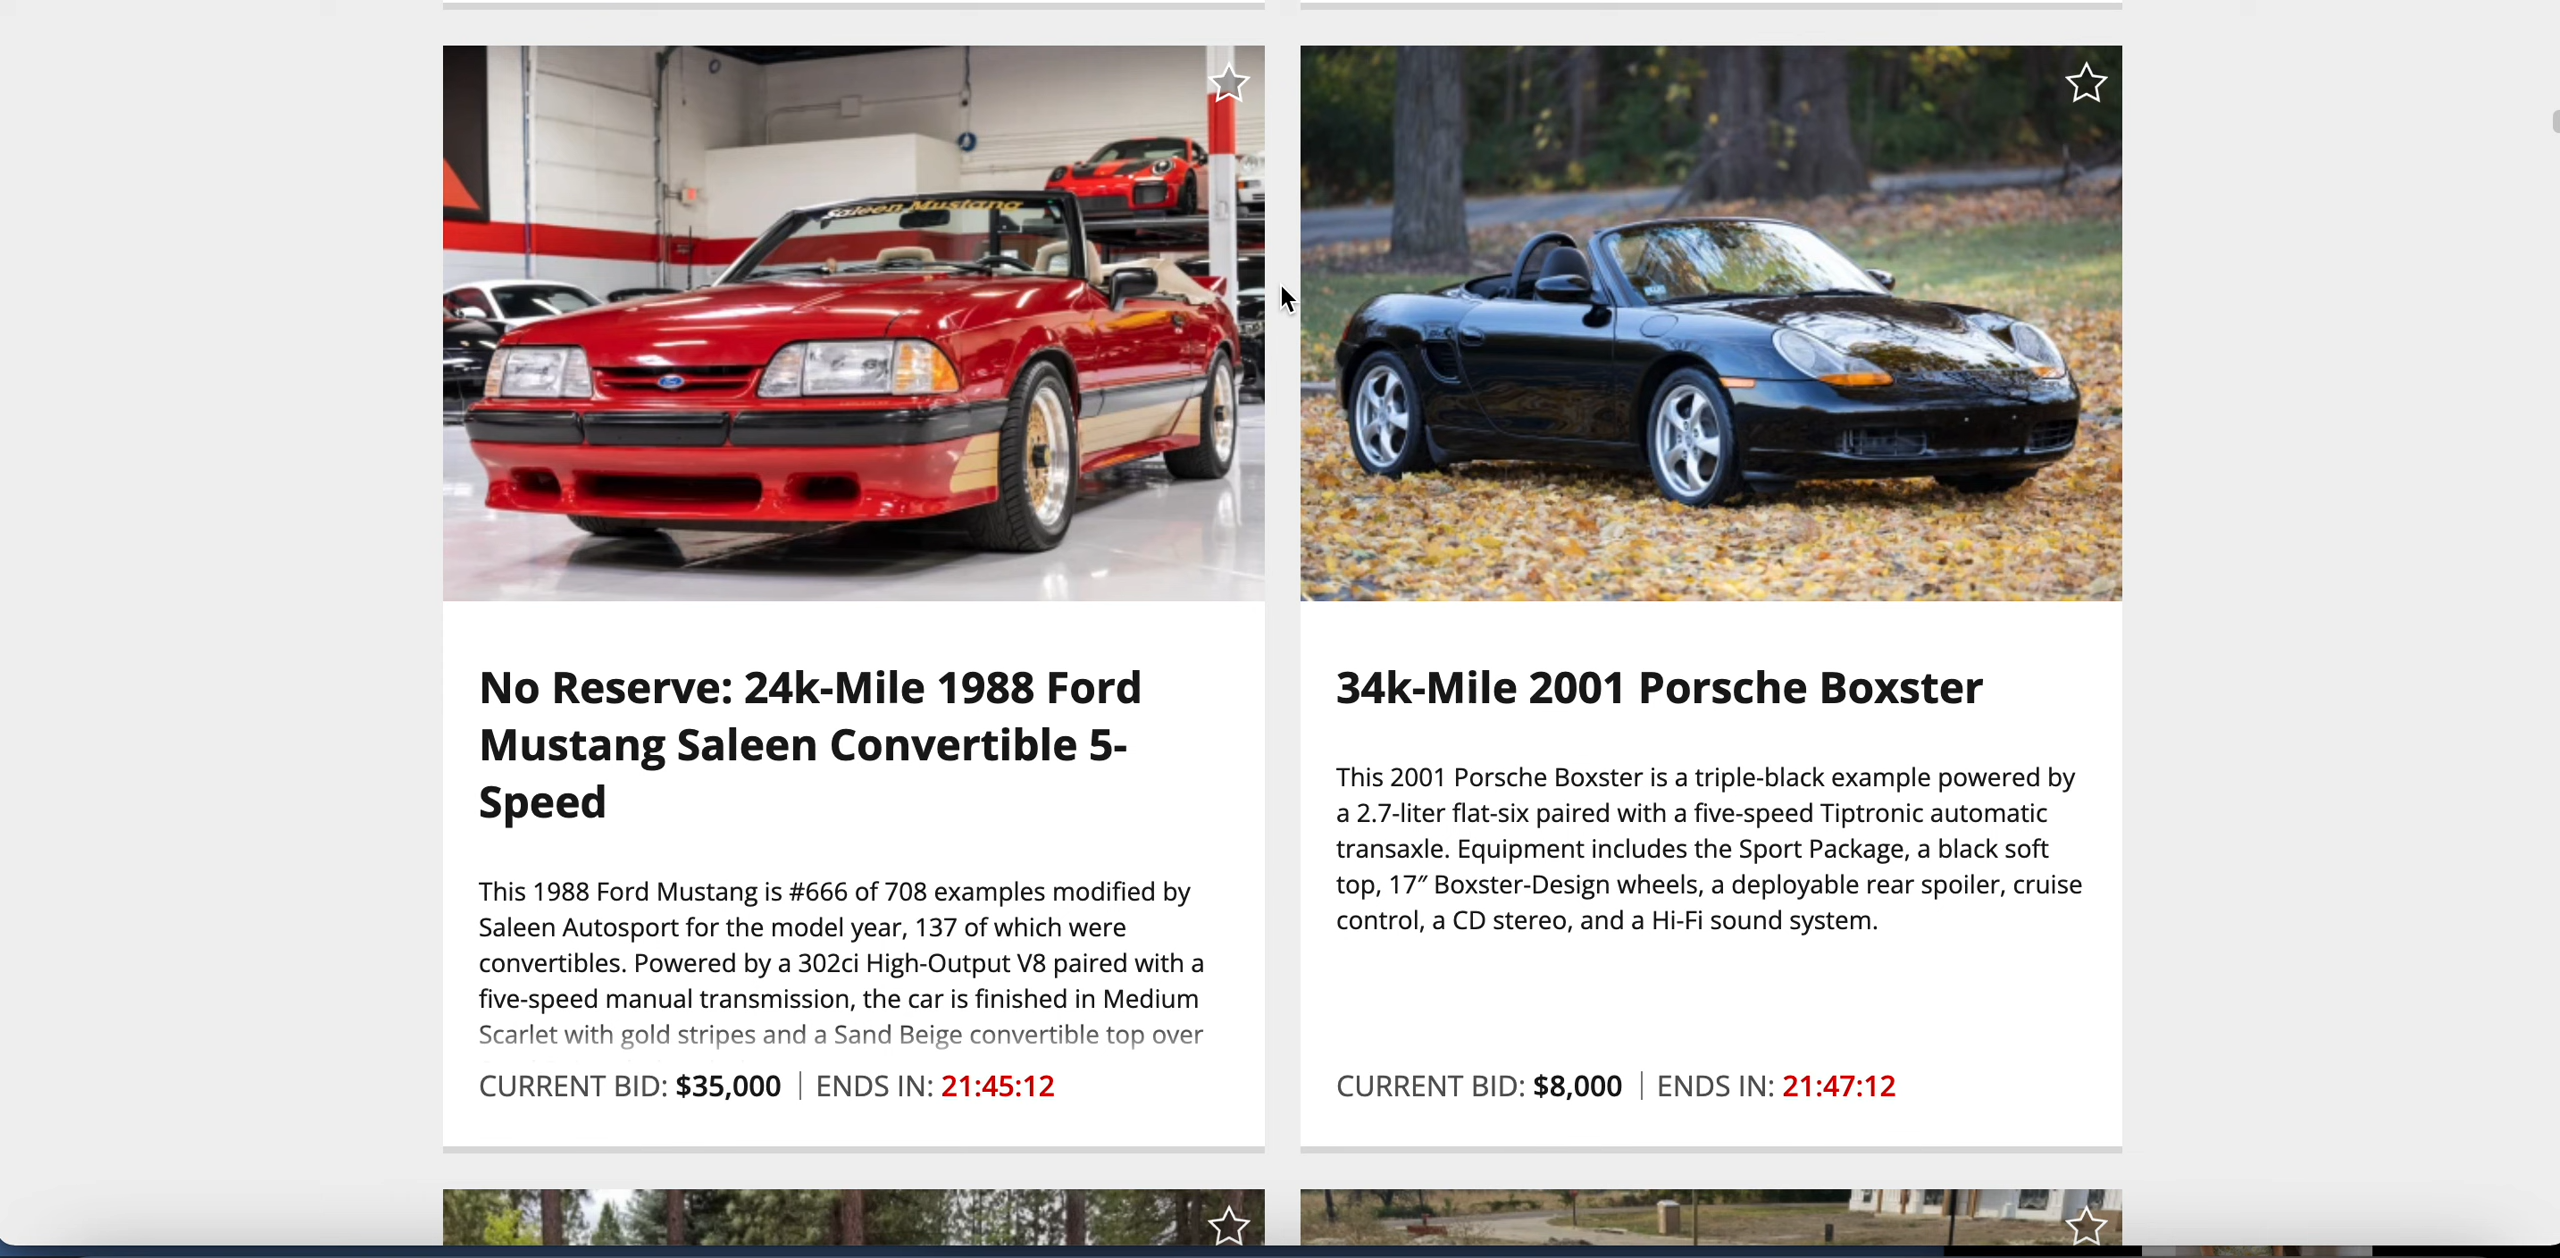 Saleen Mustang
No Reserve: 24k-Mile 1988 Ford
Mustang Saleen Convertible 5-
Speed
This 1988 Ford Mustang is #666 of 708 examples modified by
Saleen Autosport for the model year, 137 of which were
convertibles. Powered by a 302ci High-Output V8 paired with a
five-speed manual transmission, the car is finished in Medium
Scarlet with gold stripes and a Sand Beige convertible top over
CURRENT BID: $35,000 | ENDS IN: 21:45:12
34k-Mile 2001 Porsche Boxster
This 2001 Porsche Boxster is a triple-black example powered by
a 2.7-liter flat-six paired with a five-speed Tiptronic automatic
transaxle. Equipment includes the Sport Package, a black soft
top, 17″ Boxster-Design wheels, a deployable rear spoiler, cruise
control, a CD stereo, and a Hi-Fi sound system.
CURRENT BID: $8,000 | ENDS IN: 21:47:12